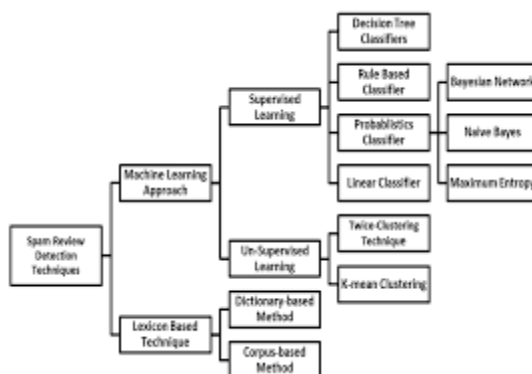 Decision Tree
Classifiers
Rule Based
Classifier
Bayesian Network
Supervised
Learning
Probablistics
Classifier
Naive Bayes
Machine Learning
Approach
Linear Classifier
Maximum Entropy
Spam Review
Detection
Techniques
Un-Supervised
Learning
Twice-Clustering
Technique
K-mean Clustering
Dictionary-based
Method
Lexicon Based
Technique
Corpus-based
Method